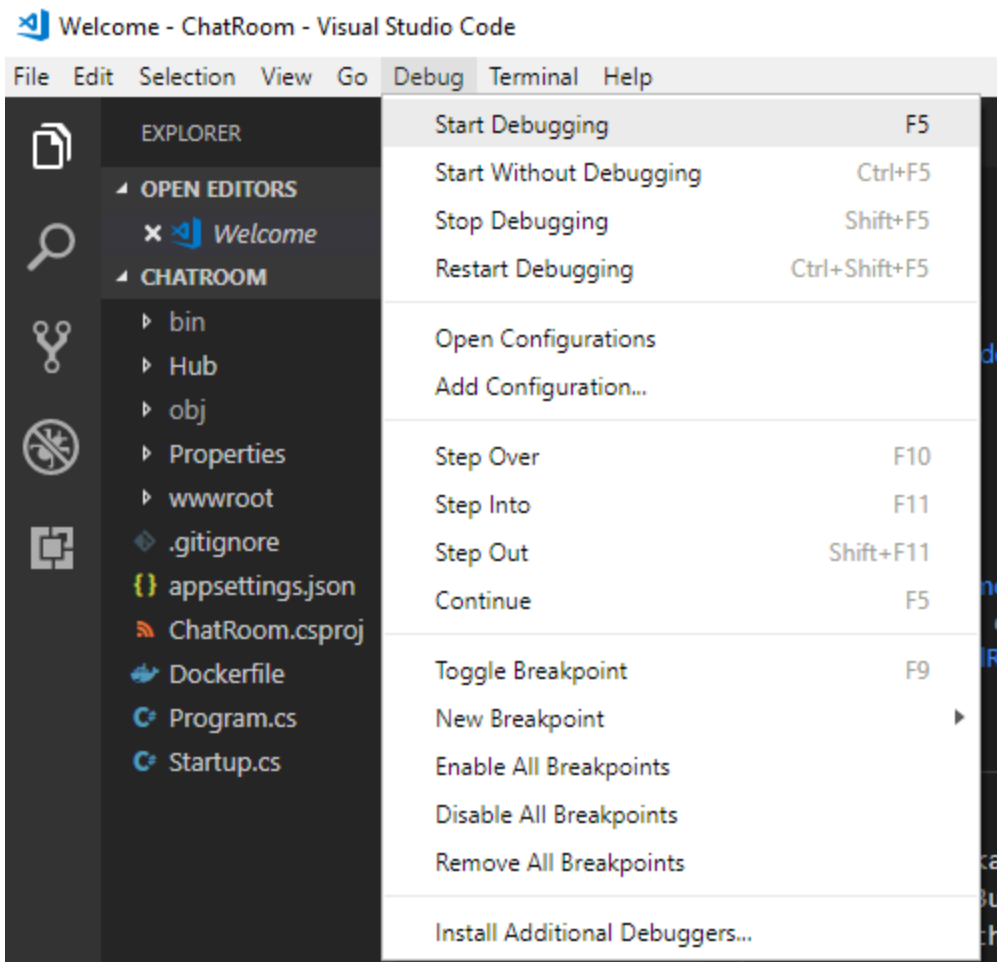 Welcome - ChatRoom - Visual Studio Code
File Edit Selection View Go Debug Terminal Help
EXPLORER
OPEN EDITORS
Welcome
CHATROOM
bin
Hub
obj
Properties
wwwroot
.gitignore
{} appsettings.json
ChatRoom.csproj
Dockerfile
C# Program.cs
C# Startup.cs
Start Debugging F5
Start Without Debugging Ctrl+F5
Stop Debugging Shift+F5
Restart Debugging Ctrl+Shift+F5
Open Configurations
Add Configuration...
Step Over F10
Step Into F11
Step Out Shift+F11
Continue F5
Toggle Breakpoint F9
New Breakpoint
Enable All Breakpoints
Disable All Breakpoints
Remove All Breakpoints
Install Additional Debuggers...